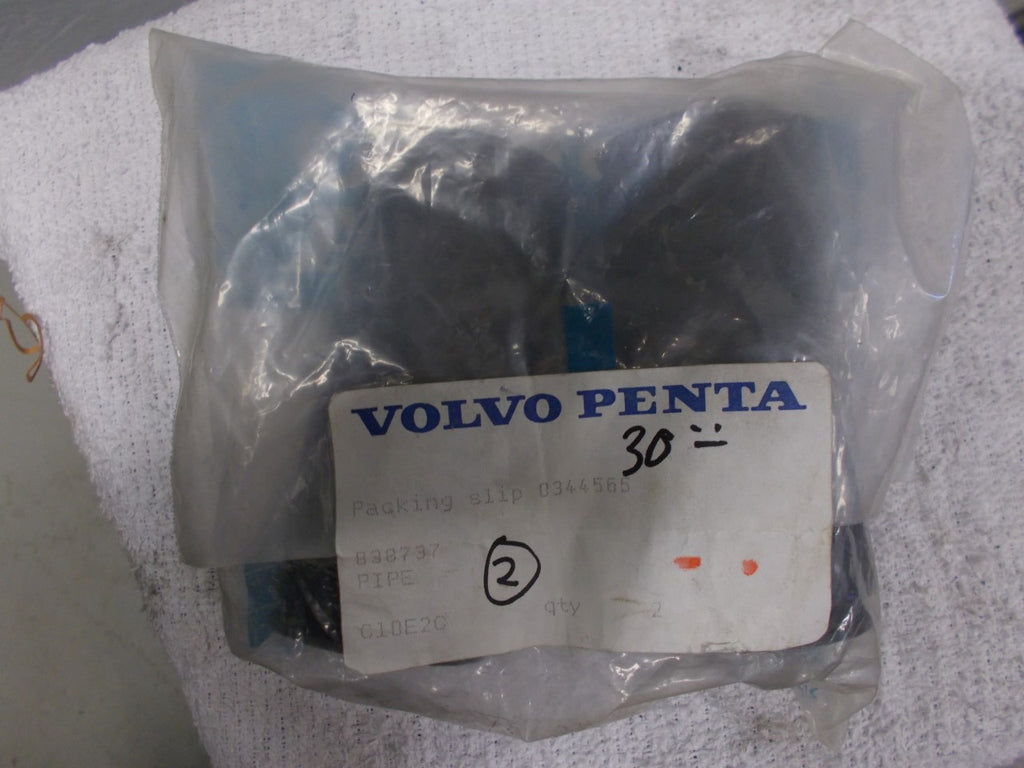 VOLVO PENTA
30 =
Packing slip 0344565
838737
PIPE
2
qty 2
C10E2C